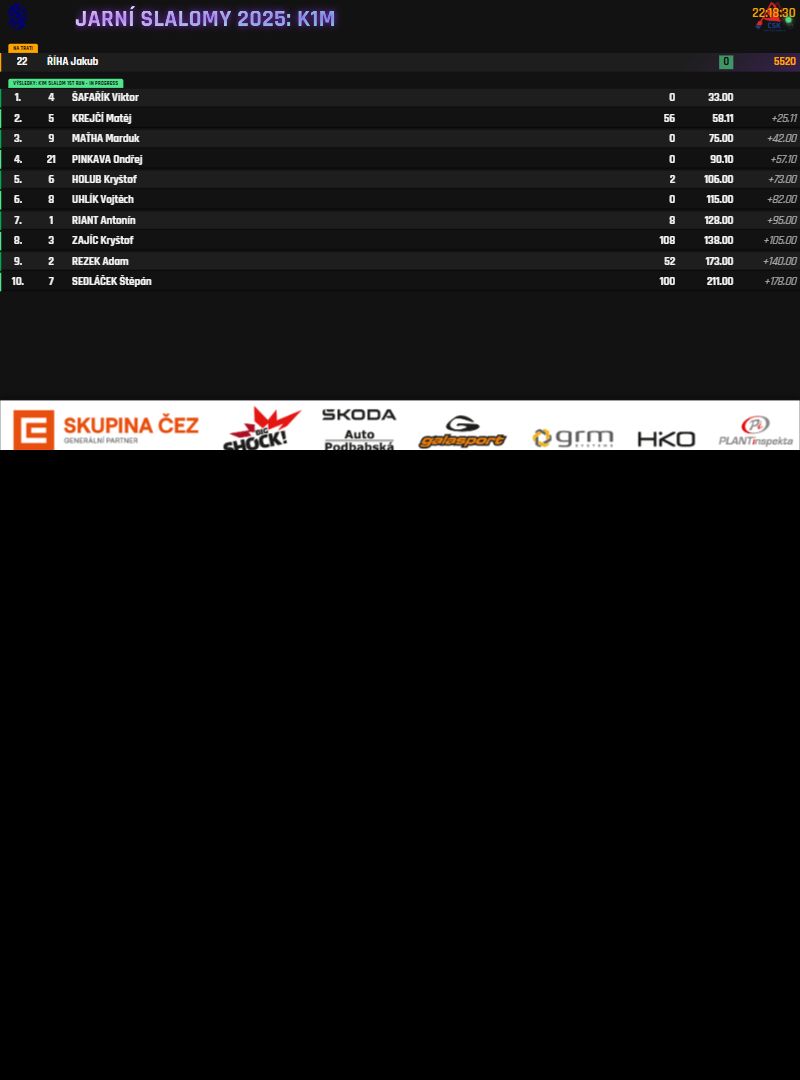 JARNÍ SLALOMY 2025: K1M
22:18:30
CSK
NA TRATI
22 ŘÍHA Jakub 0 5520
VÝSLEDKY: K1M SLALOM 1ST RUN - IN PROGRESS
1. 4 ŠAFAŘÍK Viktor 0 33.00
2. 5 KREJČÍ Matěj 56 58.11 +25.11
3. 9 MAŤHA Marduk 0 75.00 +42.00
4. 21 PINKAVA Ondřej 0 90.10 +57.10
5. 6 HOLUB Kryštof 2 106.00 +73.00
6. 8 UHLÍK Vojtěch 0 115.00 +82.00
7. 1 RIANT Antonín 8 128.00 +95.00
8. 3 ZAJÍC Kryštof 108 138.00 +105.00
9. 2 REZEK Adam 52 173.00 +140.00
10. 7 SEDLÁČEK Štěpán 100 211.00 +178.00
SKUPINA ČEZ
GENERÁLNÍ PARTNER
BIG SHOCK!
ŠKODA
Auto
Podbabská
galasport
grm
SYSTEMS
HIKO
Pi
PLANTinspekta